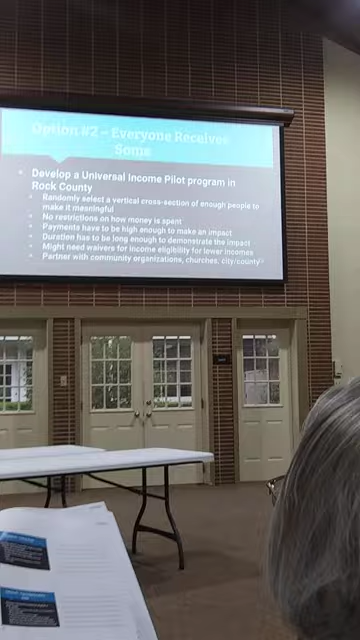 Option #2 – Everyone Receives
Some
Develop a Universal Income Pilot program in
Rock County
Randomly select a vertical cross-section of enough people to
make it meaningful
No restrictions on how money is spent
Payments have to be high enough to make an impact
Duration has to be long enough to demonstrate the impact
Might need waivers for income eligibility for lower incomes
Partner with community organizations, churches, city/county